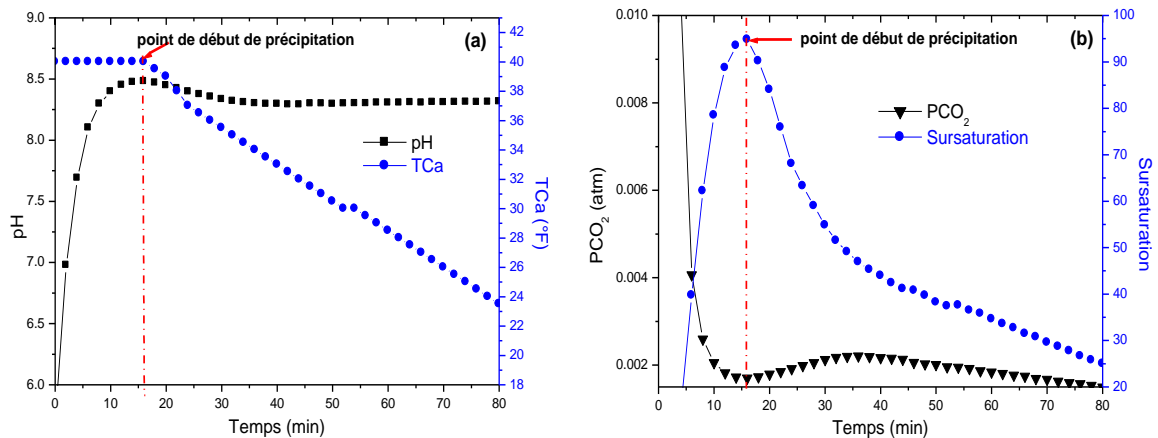 point de début de précipitation
(a)
pH
TCa
8.5
8.0
7.5
7.0
6.5
6.0
pH
40
38
36
34
32
30
28
26
24
22
20
18
TCa (°F)
0 10 20 30 40 50 60 70 80
Temps (min)
point de début de précipitation
(b)
PCO₂
Sursaturation
0.010
0.008
0.006
0.004
0.002
PCO₂ (atm)
100
90
80
70
60
50
40
30
20
Sursaturation
0 10 20 30 40 50 60 70 80
Temps (min)